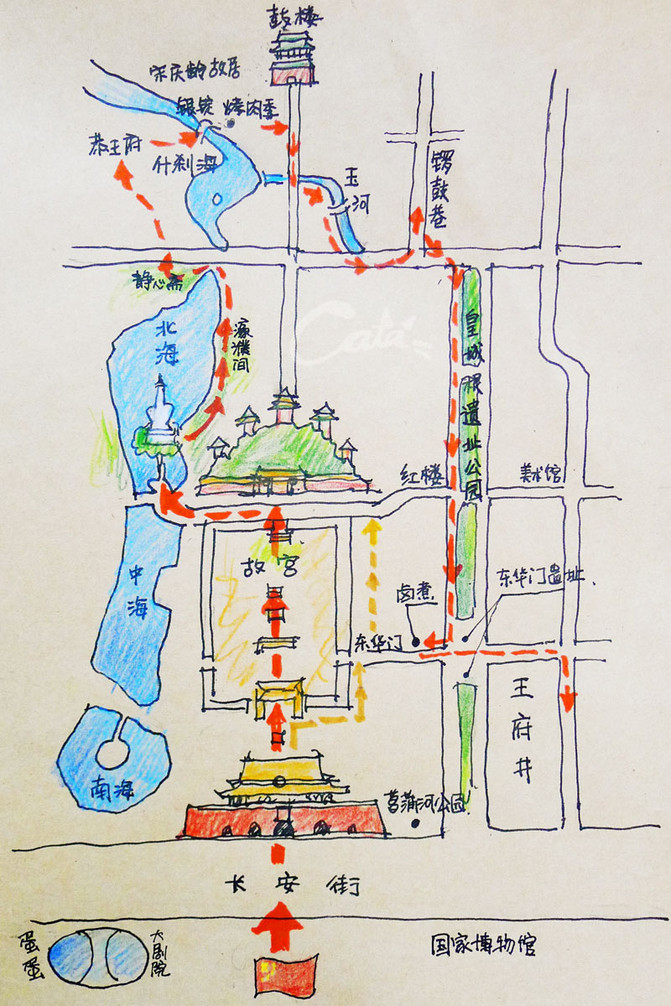 鼓楼
宋庆龄故居
银锭 烤肉季
恭王府
什刹海
玉河
锣鼓巷
静心斋
北海
濠濮间
皇城根遗址公园
Cata
红楼
美术馆
故宫
中海
卤煮
东华门遗址
东华门
王府井
南海
菖蒲河公园
长安街
蛋蛋
大剧院
国家博物馆